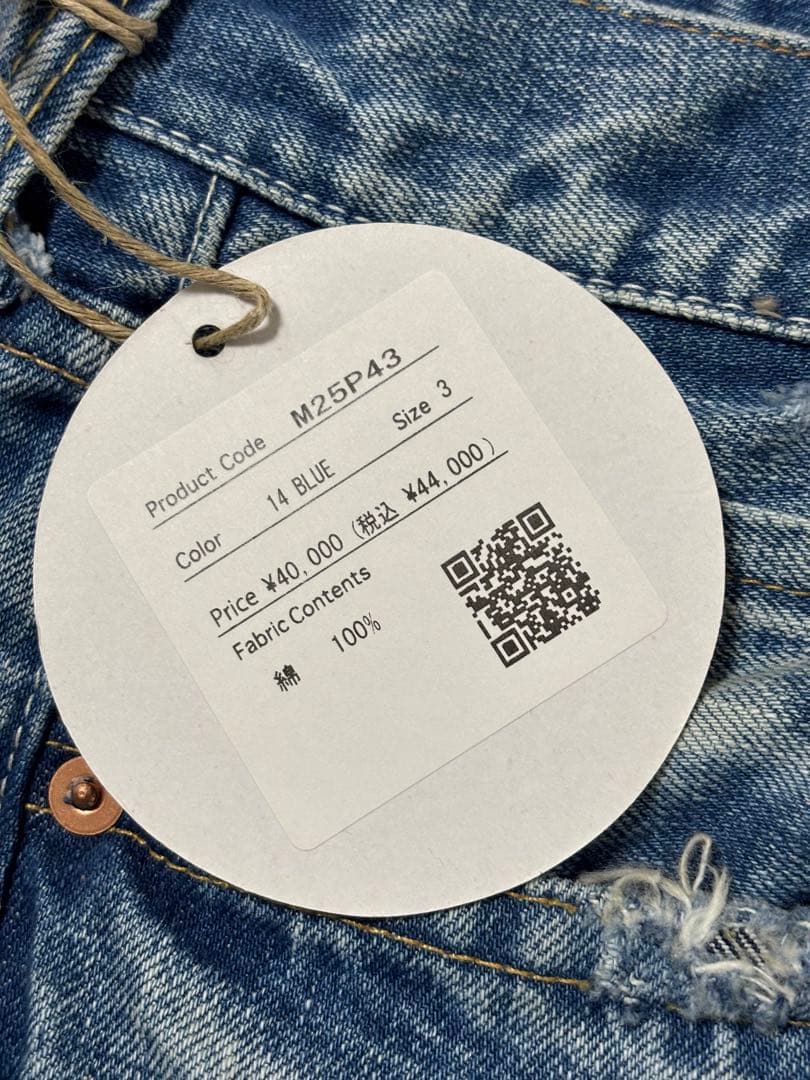 Product Code M25P43
Color 14 BLUE Size 3
Price ¥40,000 (税込 ¥44,000)
Fabric Contents
綿 100%